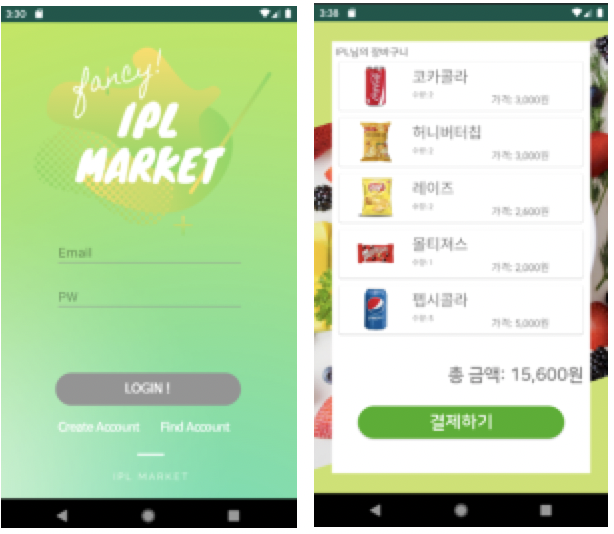 3:30
fancy!
IPL
MARKET
Email
PW
LOGIN !
Create Account Find Account
IPL MARKET
3:38
IPL님의 장바구니
코카콜라
수량:2
가격: 3,000원
허니버터칩
수량:2
가격: 3,000원
레이즈
수량:2
가격: 2,600원
몰티져스
수량:1
가격: 2,000원
펩시콜라
수량:5
가격: 5,000원
총 금액: 15,600원
결제하기